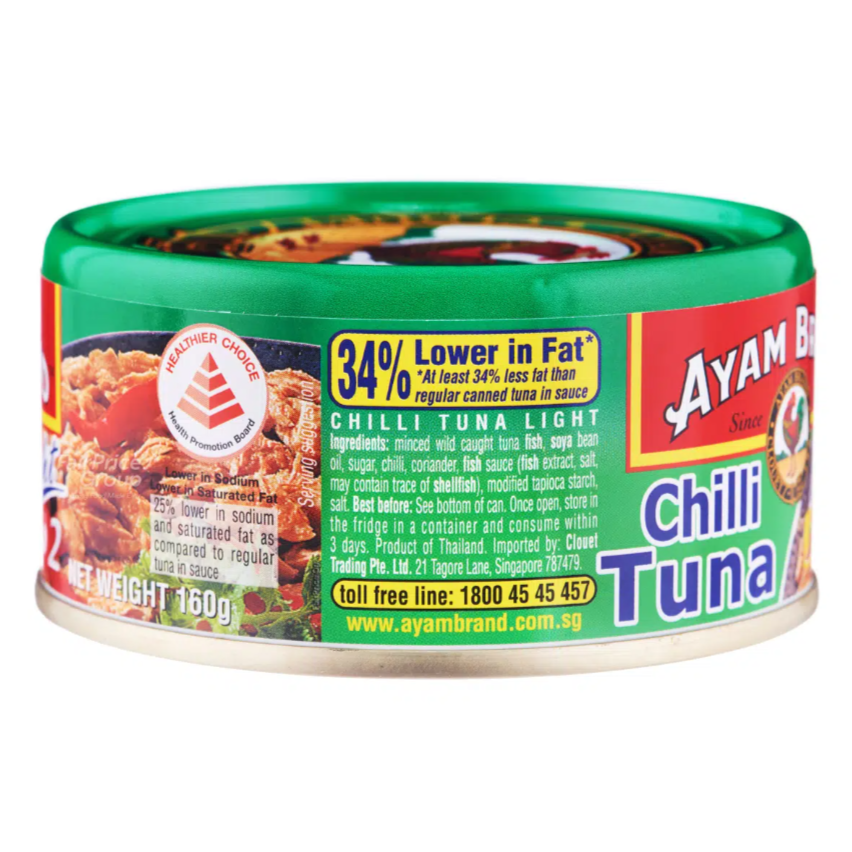 HEALTHIER CHOICE
Health Promotion Board
Lower in Sodium
Lower in Saturated Fat
25% lower in sodium
and saturated fat as
compared to regular
tuna in sauce
Serving suggestion
2
NET WEIGHT 160g
34% Lower in Fat*
*At least 34% less fat than
regular canned tuna in sauce
CHILLI TUNA LIGHT
Ingredients: minced wild caught tuna fish, soya bean
oil, sugar, chilli, coriander, fish sauce (fish extract, salt,
may contain trace of shellfish), modified tapioca starch,
salt. Best before: See bottom of can. Once open, store in
the fridge in a container and consume within
3 days. Product of Thailand. Imported by: Clouet
Trading Pte. Ltd. 21 Tagore Lane, Singapore 787479.
toll free line: 1800 45 45 457
www.ayambrand.com.sg
AYAM BR
Since
Chilli
Tuna